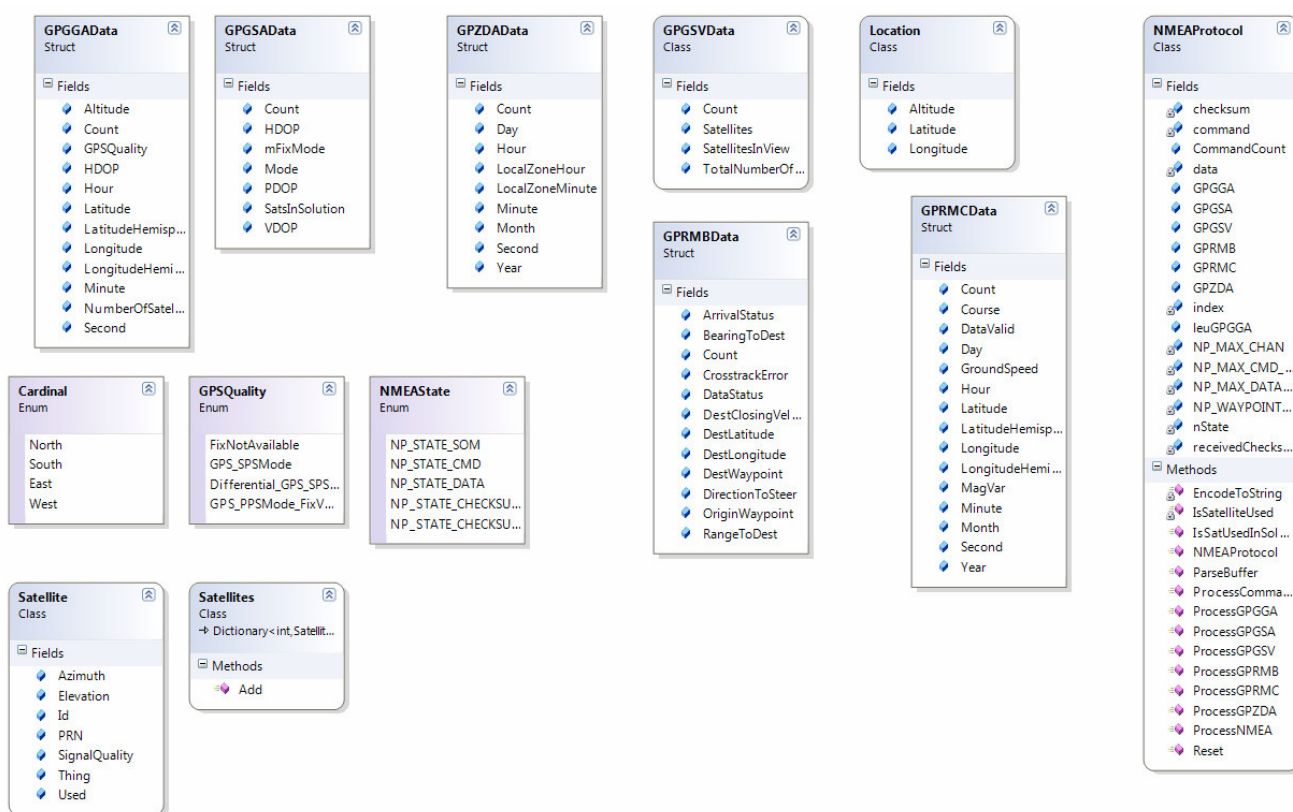 GPGGAData
Struct
Fields
Altitude
Count
GPSQuality
HDOP
Hour
Latitude
LatitudeHemisp...
Longitude
LongitudeHemi...
Minute
NumberOfSatel...
Second
GPGSAData
Struct
Fields
Count
HDOP
mFixMode
Mode
PDOP
SatsInSolution
VDOP
GPZDAData
Struct
Fields
Count
Day
Hour
LocalZoneHour
LocalZoneMinute
Minute
Month
Second
Year
GPGSVData
Class
Fields
Count
Satellites
SatellitesInView
TotalNumberOf...
Location
Class
Fields
Altitude
Latitude
Longitude
NMEAProtocol
Class
Fields
checksum
command
CommandCount
data
GPGGA
GPGSA
GPGSV
GPRMB
GPRMC
GPZDA
index
leuGPGGA
NP_MAX_CHAN
NP_MAX_CMD_...
NP_MAX_DATA...
NP_WAYPOINT...
nState
receivedChecks...
Methods
EncodeToString
IsSatelliteUsed
IsSatUsedInSol...
NMEAProtocol
ParseBuffer
ProcessComma...
ProcessGPGGA
ProcessGPGSA
ProcessGPGSV
ProcessGPRMB
ProcessGPRMC
ProcessGPZDA
ProcessNMEA
Reset
GPRMBData
Struct
Fields
ArrivalStatus
BearingToDest
Count
CrosstrackError
DataStatus
DestClosingVel...
DestLatitude
DestLongitude
DestWaypoint
DirectionToSteer
OriginWaypoint
RangeToDest
GPRMCData
Struct
Fields
Count
Course
DataValid
Day
GroundSpeed
Hour
Latitude
LatitudeHemisp...
Longitude
LongitudeHemi...
MagVar
Minute
Month
Second
Year
Cardinal
Enum
North
South
East
West
GPSQuality
Enum
FixNotAvailable
GPS_SPSMode
Differential_GPS_SPS...
GPS_PPSMode_FixV...
NMEAState
Enum
NP_STATE_SOM
NP_STATE_CMD
NP_STATE_DATA
NP_STATE_CHECKSU...
NP_STATE_CHECKSU...
Satellite
Class
Fields
Azimuth
Elevation
Id
PRN
SignalQuality
Thing
Used
Satellites
Class
Dictionary<int,Satellit...
Methods
Add